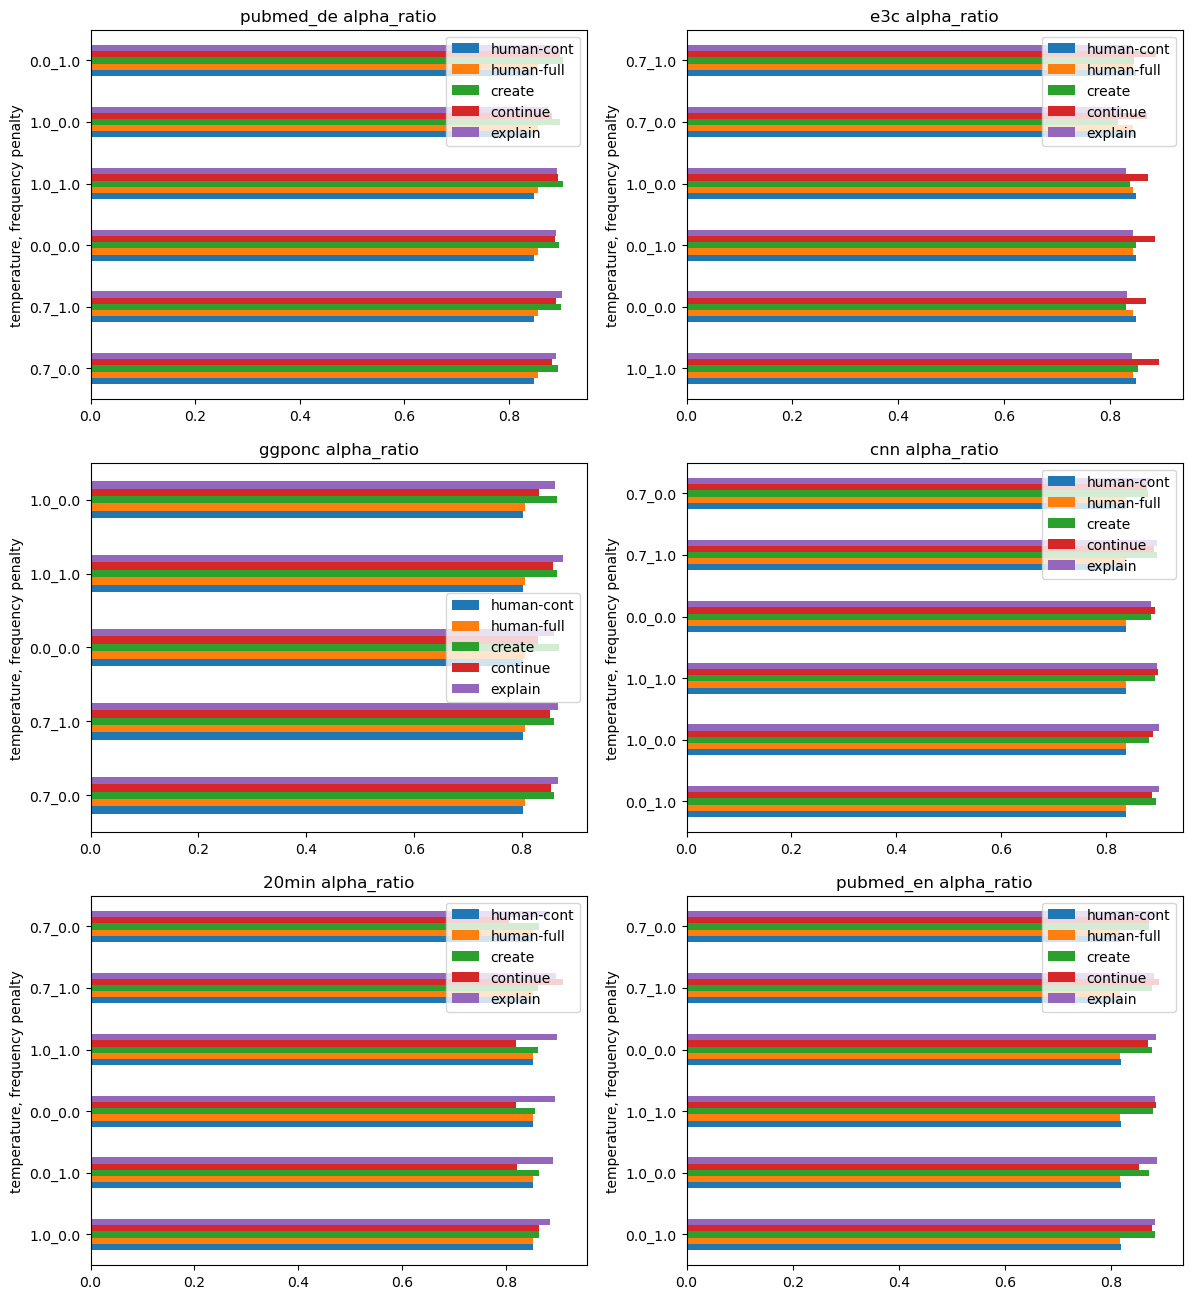 pubmed_de alpha_ratio
temperature, frequency penalty
0.0_1.0
1.0_0.0
1.0_1.0
0.0_0.0
0.7_1.0
0.7_0.0
0.0
0.2
0.4
0.6
0.8
human-cont
human-full
create
continue
explain
e3c alpha_ratio
temperature, frequency penalty
0.7_1.0
0.7_0.0
1.0_0.0
0.0_1.0
0.0_0.0
1.0_1.0
0.0
0.2
0.4
0.6
0.8
human-cont
human-full
create
continue
explain
ggponc alpha_ratio
temperature, frequency penalty
1.0_0.0
1.0_1.0
0.0_0.0
0.7_1.0
0.7_0.0
0.0
0.2
0.4
0.6
0.8
human-cont
human-full
create
continue
explain
cnn alpha_ratio
temperature, frequency penalty
0.7_0.0
0.7_1.0
0.0_0.0
1.0_1.0
1.0_0.0
0.0_1.0
0.0
0.2
0.4
0.6
0.8
human-cont
human-full
create
continue
explain
20min alpha_ratio
temperature, frequency penalty
0.7_0.0
0.7_1.0
1.0_1.0
0.0_0.0
0.0_1.0
1.0_0.0
0.0
0.2
0.4
0.6
0.8
human-cont
human-full
create
continue
explain
pubmed_en alpha_ratio
temperature, frequency penalty
0.7_0.0
0.7_1.0
0.0_0.0
1.0_1.0
1.0_0.0
0.0_1.0
0.0
0.2
0.4
0.6
0.8
human-cont
human-full
create
continue
explain